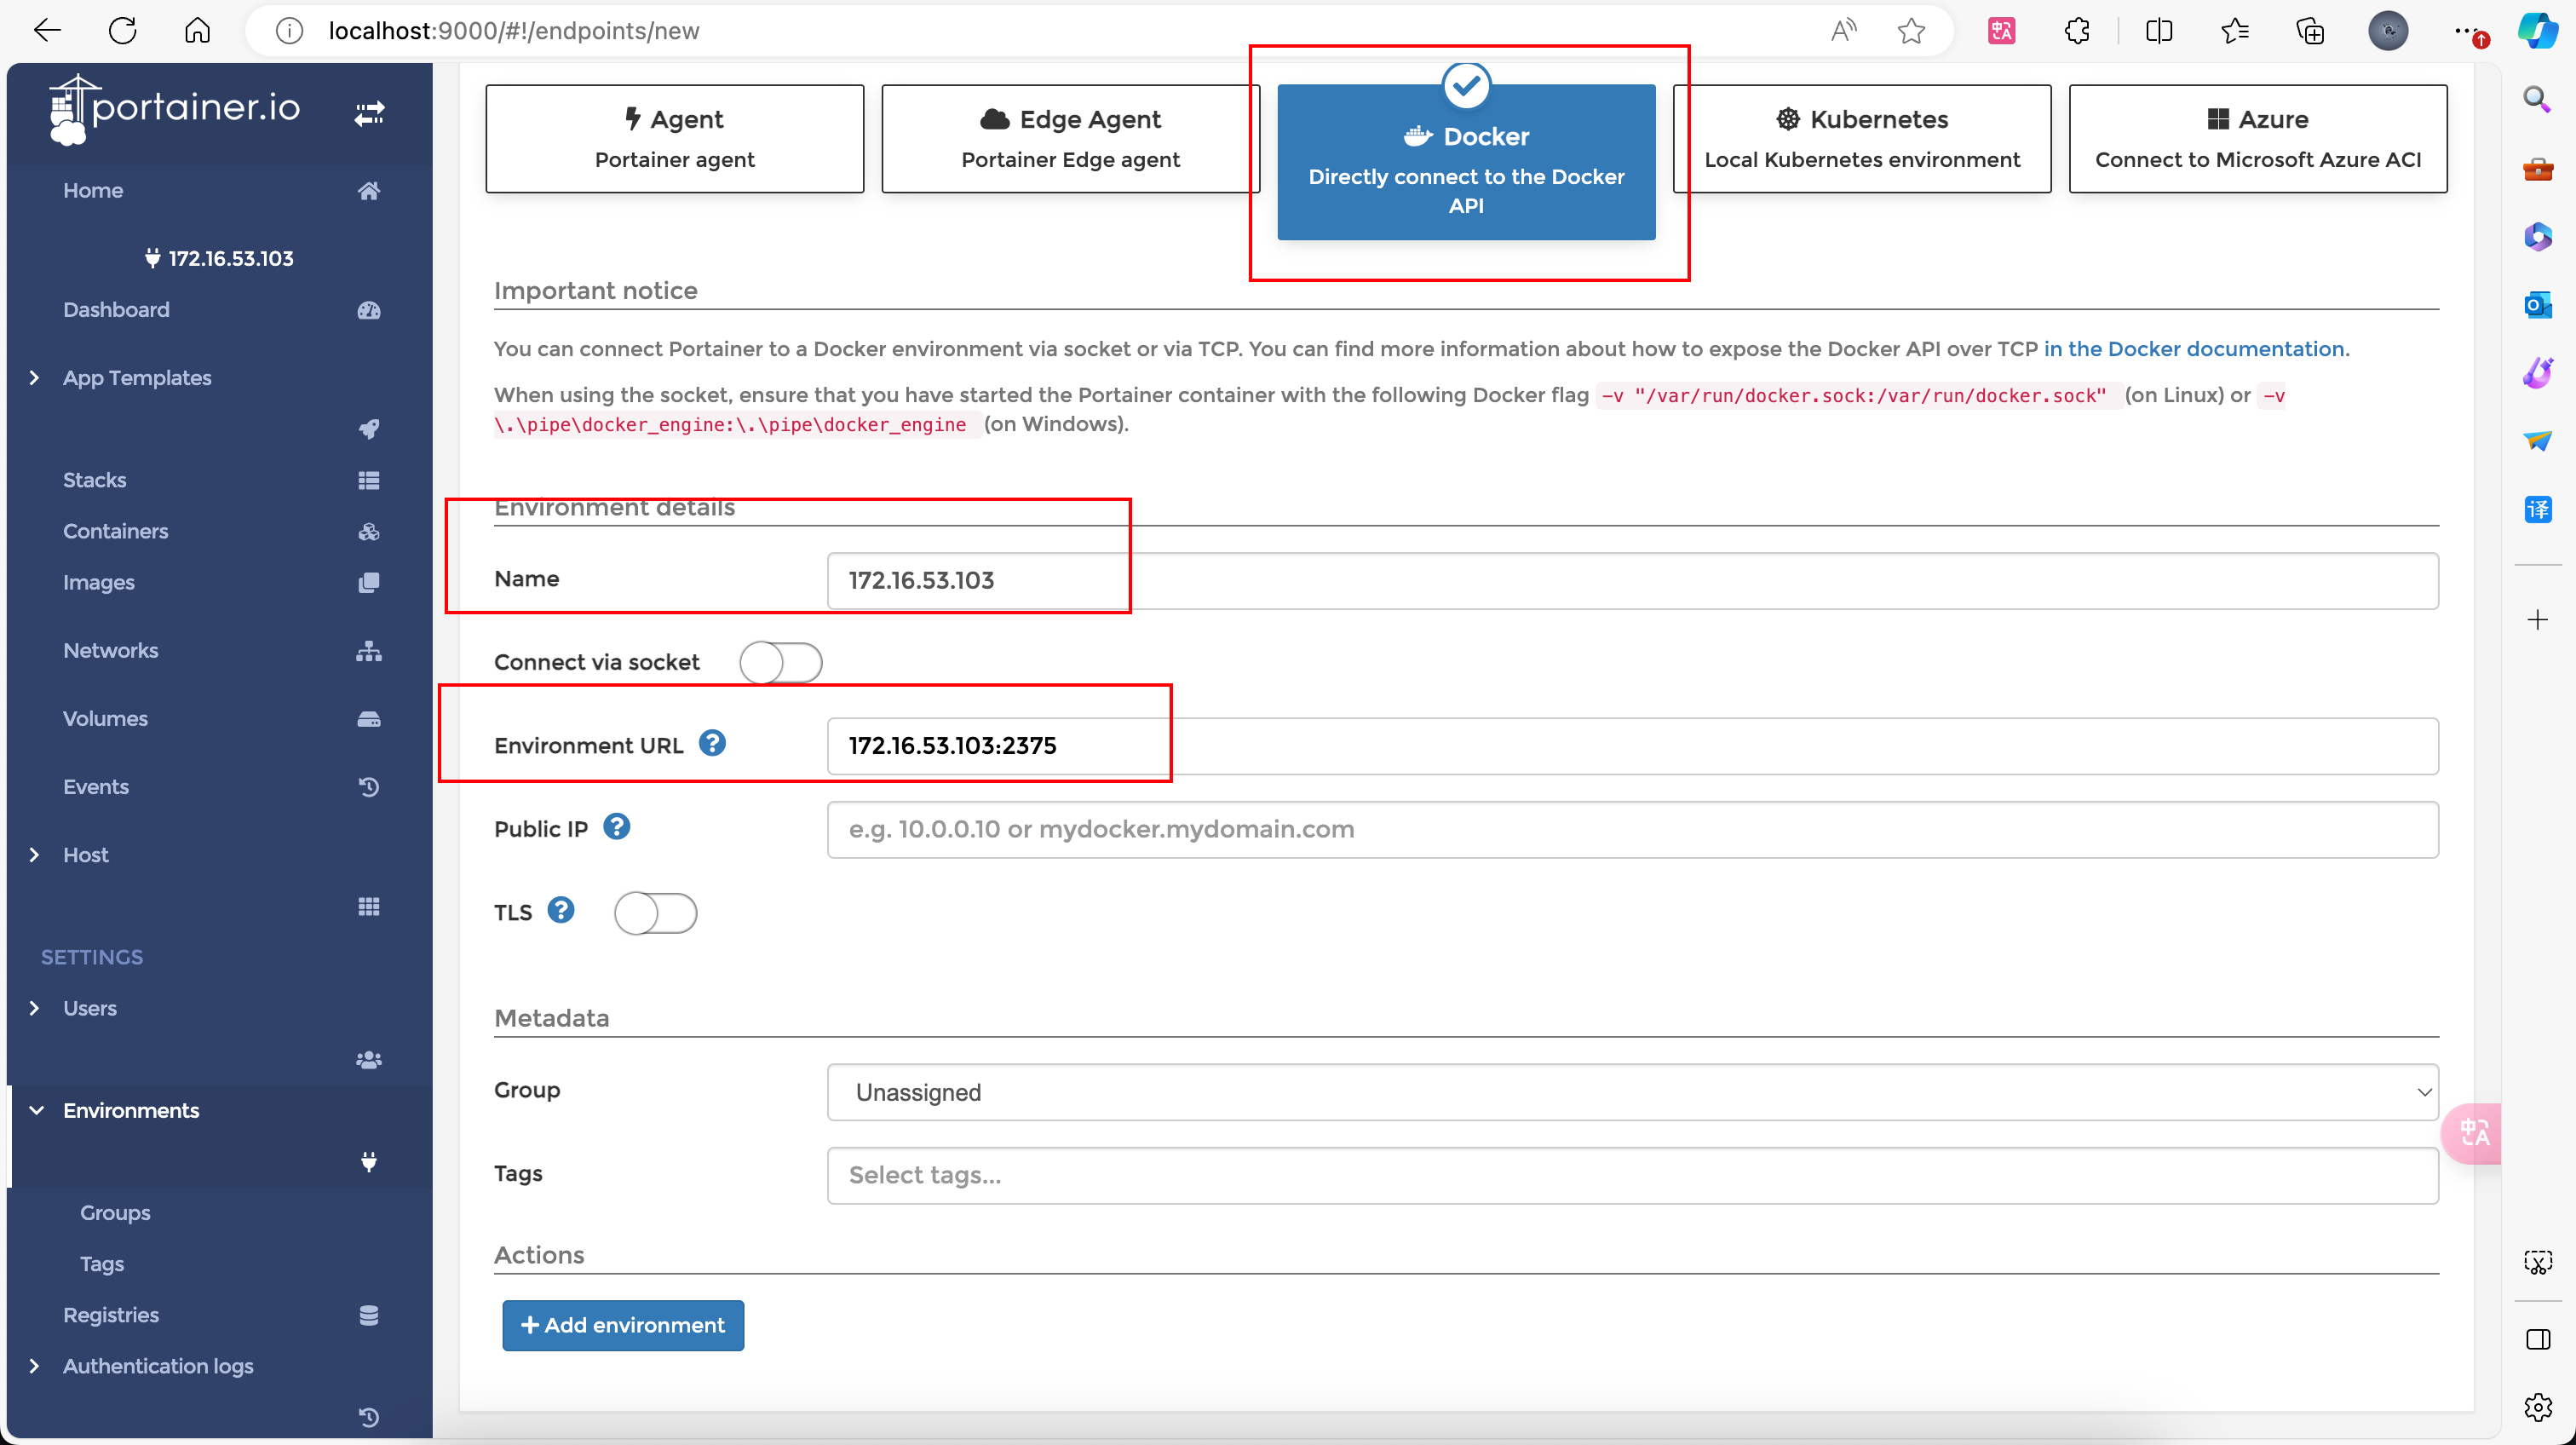 localhost:9000/#!/endpoints/new
portainer.io
Home
172.16.53.103
Dashboard
App Templates
Stacks
Containers
Images
Networks
Volumes
Events
Host
SETTINGS
Users
Environments
Groups
Tags
Registries
Authentication logs
Agent
Portainer agent
Edge Agent
Portainer Edge agent
Docker
Directly connect to the Docker
API
Kubernetes
Local Kubernetes environment
Azure
Connect to Microsoft Azure ACI
Important notice
You can connect Portainer to a Docker environment via socket or via TCP. You can find more information about how to expose the Docker API over TCP in the Docker documentation.
When using the socket, ensure that you have started the Portainer container with the following Docker flag -v "/var/run/docker.sock:/var/run/docker.sock" (on Linux) or -v
\.\pipe\docker_engine:\.\pipe\docker_engine (on Windows).
Environment details
Name
172.16.53.103
Connect via socket
Environment URL ?
172.16.53.103:2375
Public IP ?
e.g. 10.0.0.10 or mydocker.mydomain.com
TLS ?
Metadata
Group
Unassigned
Tags
Select tags...
Actions
Add environment
译
中A